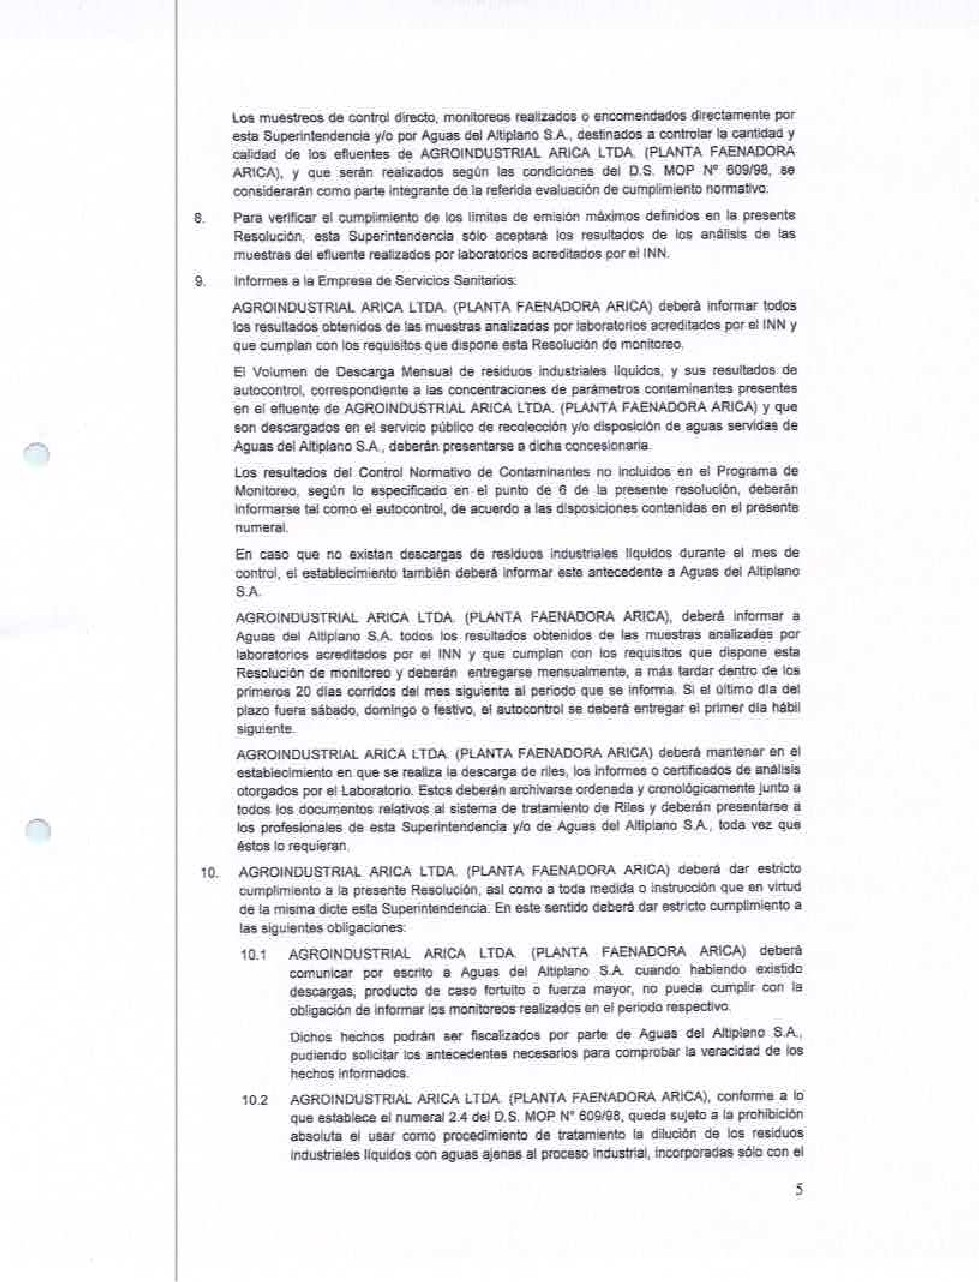 Los muestreos de control directo, monitoreos realizados o encomendados directamente por
esta Superintendencia y/o por Aguas del Altiplano S.A., destinados a controlar la cantidad y
calidad de los efluentes de AGROINDUSTRIAL ARICA LTDA. (PLANTA FAENADORA
ARICA), y que serán realizados según las condiciones del D.S. MOP N° 609/98, se
considerarán como parte integrante de la referida evaluación de cumplimiento normativo.
8. Para verificar el cumplimiento de los límites de emisión máximos definidos en la presente
Resolución, esta Superintendencia sólo aceptará los resultados de los análisis de las
muestras del efluente realizados por laboratorios acreditados por el INN.
9. Informes a la Empresa de Servicios Sanitarios:
AGROINDUSTRIAL ARICA LTDA. (PLANTA FAENADORA ARICA) deberá informar todos
los resultados obtenidos de las muestras analizadas por laboratorios acreditados por el INN y
que cumplan con los requisitos que dispone esta Resolución de monitoreo.
El Volumen de Descarga Mensual de residuos industriales líquidos, y sus resultados de
autocontrol, correspondiente a las concentraciones de parámetros contaminantes presentes
en el efluente de AGROINDUSTRIAL ARICA LTDA. (PLANTA FAENADORA ARICA) y que
son descargados en el servicio público de recolección y/o disposición de aguas servidas de
Aguas del Altiplano S.A., deberán presentarse a dicha concesionaria.
Los resultados del Control Normativo de Contaminantes no incluidos en el Programa de
Monitoreo, según lo especificado en el punto de 6 de la presente resolución, deberán
informarse tal como el autocontrol, de acuerdo a las disposiciones contenidas en el presente
numeral.
En caso que no existan descargas de residuos industriales líquidos durante el mes de
control, el establecimiento también deberá informar este antecedente a Aguas del Altiplano
S.A.
AGROINDUSTRIAL ARICA LTDA. (PLANTA FAENADORA ARICA), deberá informar a
Aguas del Altiplano S.A. todos los resultados obtenidos de las muestras analizadas por
laboratorios acreditados por el INN y que cumplan con los requisitos que dispone esta
Resolución de monitoreo y deberán entregarse mensualmente, a más tardar dentro de los
primeros 20 días corridos del mes siguiente al periodo que se informa. Si el último día del
plazo fuera sábado, domingo o festivo, el autocontrol se deberá entregar el primer día hábil
siguiente.
AGROINDUSTRIAL ARICA LTDA. (PLANTA FAENADORA ARICA) deberá mantener en el
establecimiento en que se realiza la descarga de riles, los informes o certificados de análisis
otorgados por el Laboratorio. Estos deberán archivarse ordenada y cronológicamente junto a
todos los documentos relativos al sistema de tratamiento de Riles y deberán presentarse a
los profesionales de esta Superintendencia y/o de Aguas del Altiplano S.A., toda vez que
éstos lo requieran.
10. AGROINDUSTRIAL ARICA LTDA. (PLANTA FAENADORA ARICA) deberá dar estricto
cumplimiento a la presente Resolución, así como a toda medida o instrucción que en virtud
de la misma dicte esta Superintendencia. En este sentido deberá dar estricto cumplimiento a
las siguientes obligaciones:
10.1 AGROINDUSTRIAL ARICA LTDA. (PLANTA FAENADORA ARICA) deberá
comunicar por escrito a Aguas del Altiplano S.A. cuando habiendo existido
descargas, producto de caso fortuito o fuerza mayor, no pueda cumplir con la
obligación de informar los monitoreos realizados en el periodo respectivo.
Dichos hechos podrán ser fiscalizados por parte de Aguas del Altiplano S.A.,
pudiendo solicitar los antecedentes necesarios para comprobar la veracidad de los
hechos informados.
10.2 AGROINDUSTRIAL ARICA LTDA. (PLANTA FAENADORA ARICA), conforme a lo
que establece el numeral 2.4 del D.S. MOP N° 609/98, queda sujeto a la prohibición
absoluta el usar como procedimiento de tratamiento la dilución de los residuos
industriales líquidos con aguas ajenas al proceso industrial, incorporadas sólo con el
5